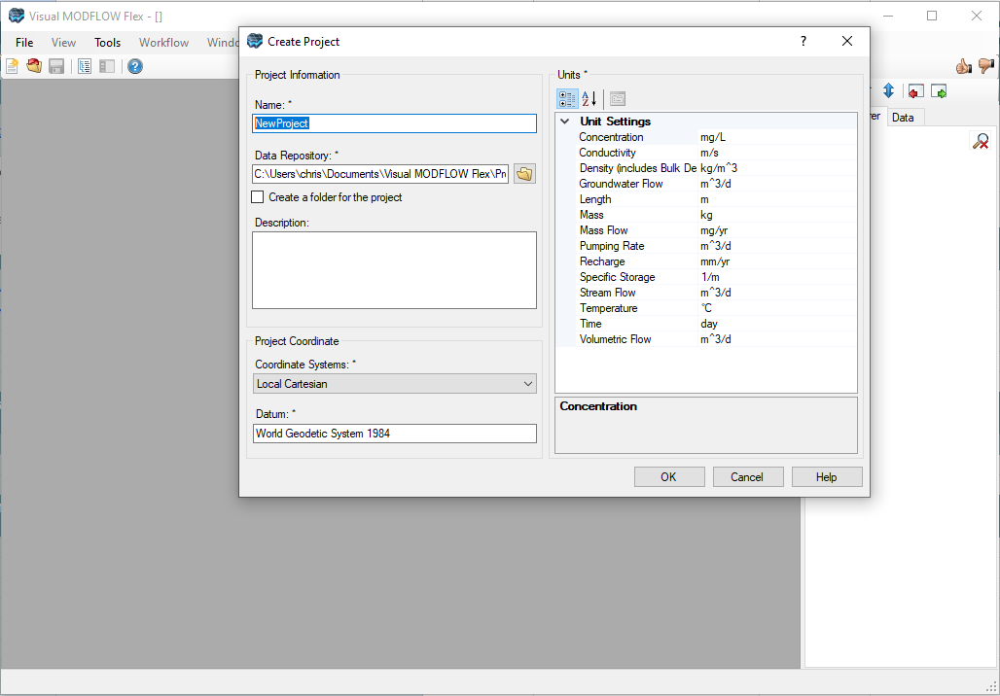 Visual MODFLOW Flex - []
File View Tools Workflow
Create Project
?
Project Information
Name: *
NewProject
Data Repository: *
C:\Users\chris\Documents\Visual MODFLOW Flex\Pr
Create a folder for the project
Description:
Project Coordinate
Coordinate Systems: *
Local Cartesian
Datum: *
World Geodetic System 1984
Units *
Unit Settings
Concentration mg/L
Conductivity m/s
Density (includes Bulk De kg/m^3
Groundwater Flow m^3/d
Length m
Mass kg
Mass Flow mg/yr
Pumping Rate m^3/d
Recharge mm/yr
Specific Storage 1/m
Stream Flow m^3/d
Temperature °C
Time day
Volumetric Flow m^3/d
Concentration
OK Cancel Help
Data